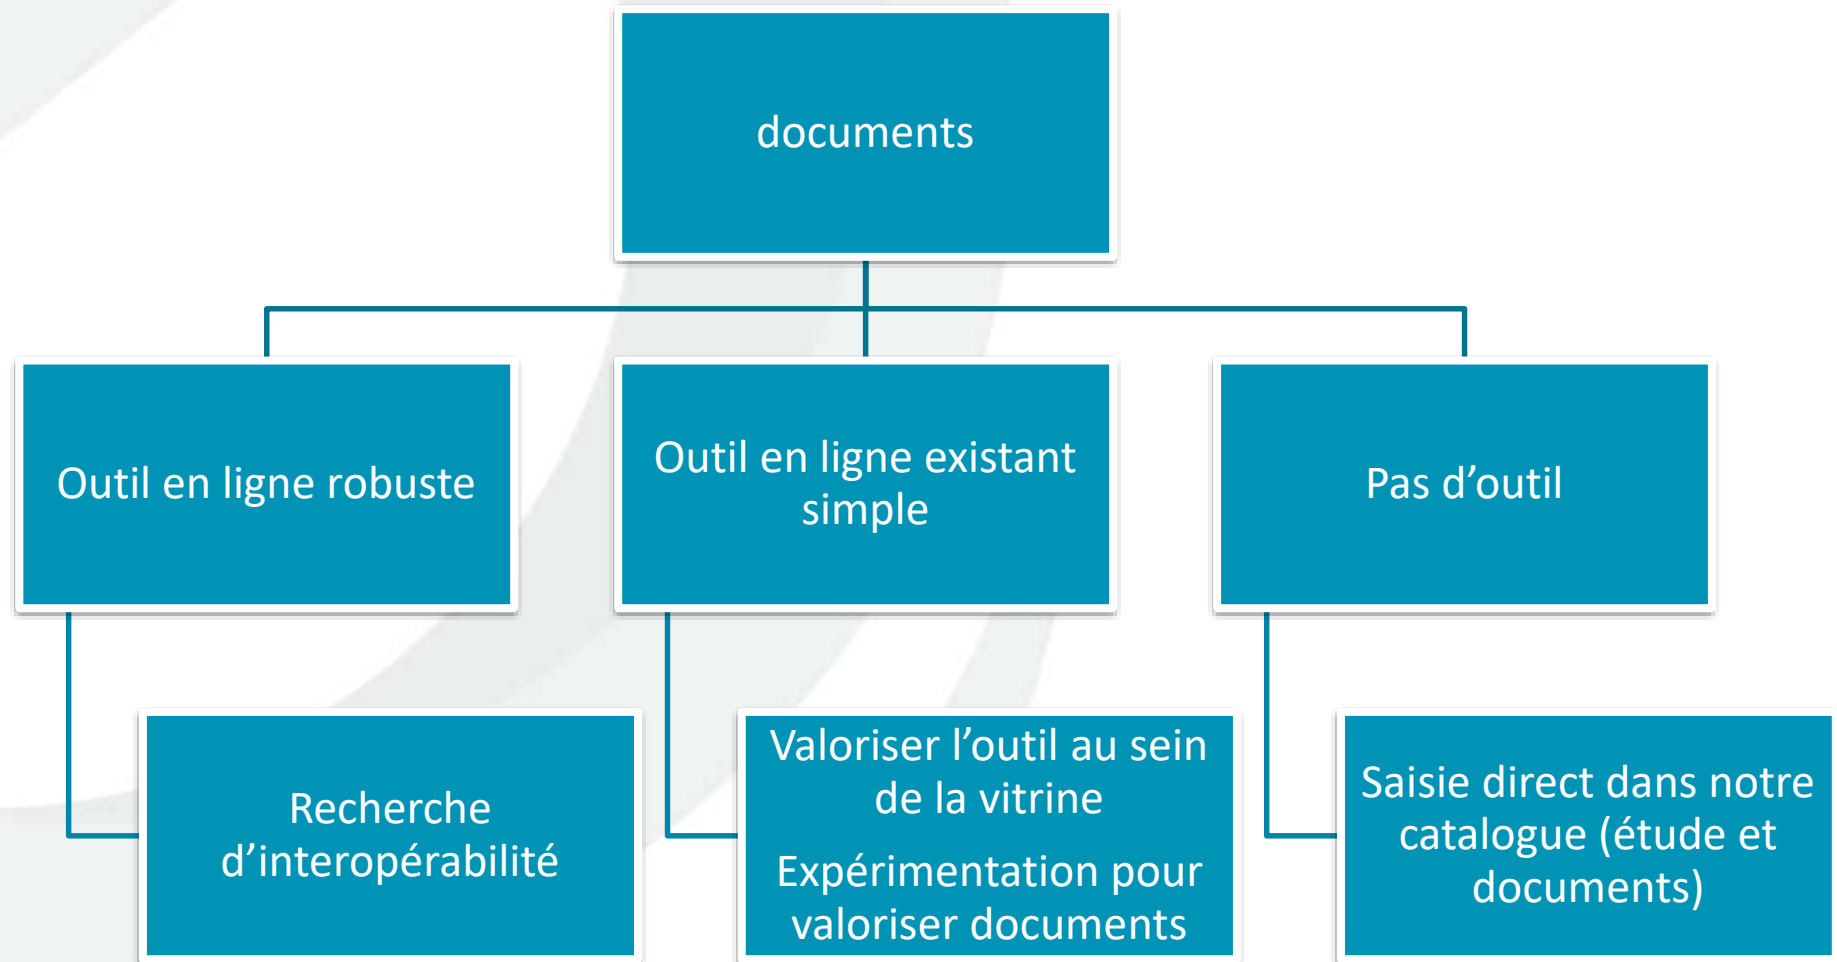 documents
Outil en ligne robuste
Outil en ligne existant
simple
Pas d’outil
Recherche
d’interopérabilité
Valoriser l’outil au sein
de la vitrine
Expérimentation pour
valoriser documents
Saisie direct dans notre
catalogue (étude et
documents)